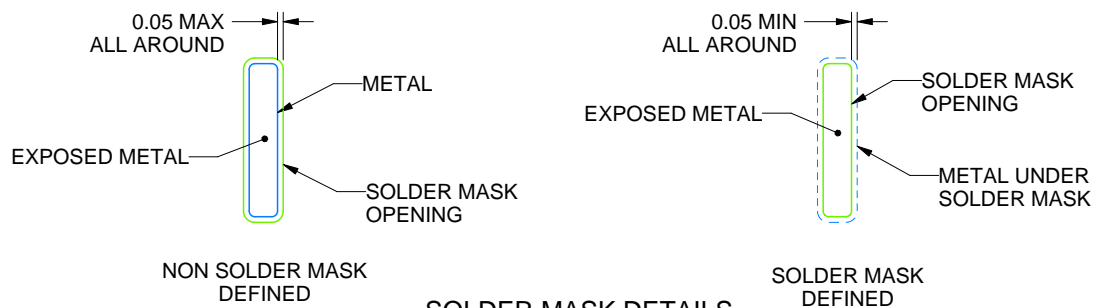 0.05 MAX
ALL AROUND
METAL
EXPOSED METAL
SOLDER MASK
OPENING
NON SOLDER MASK
DEFINED
0.05 MIN
ALL AROUND
SOLDER MASK
OPENING
EXPOSED METAL
METAL UNDER
SOLDER MASK
SOLDER MASK
DEFINED
SOLDER MASK DETAILS